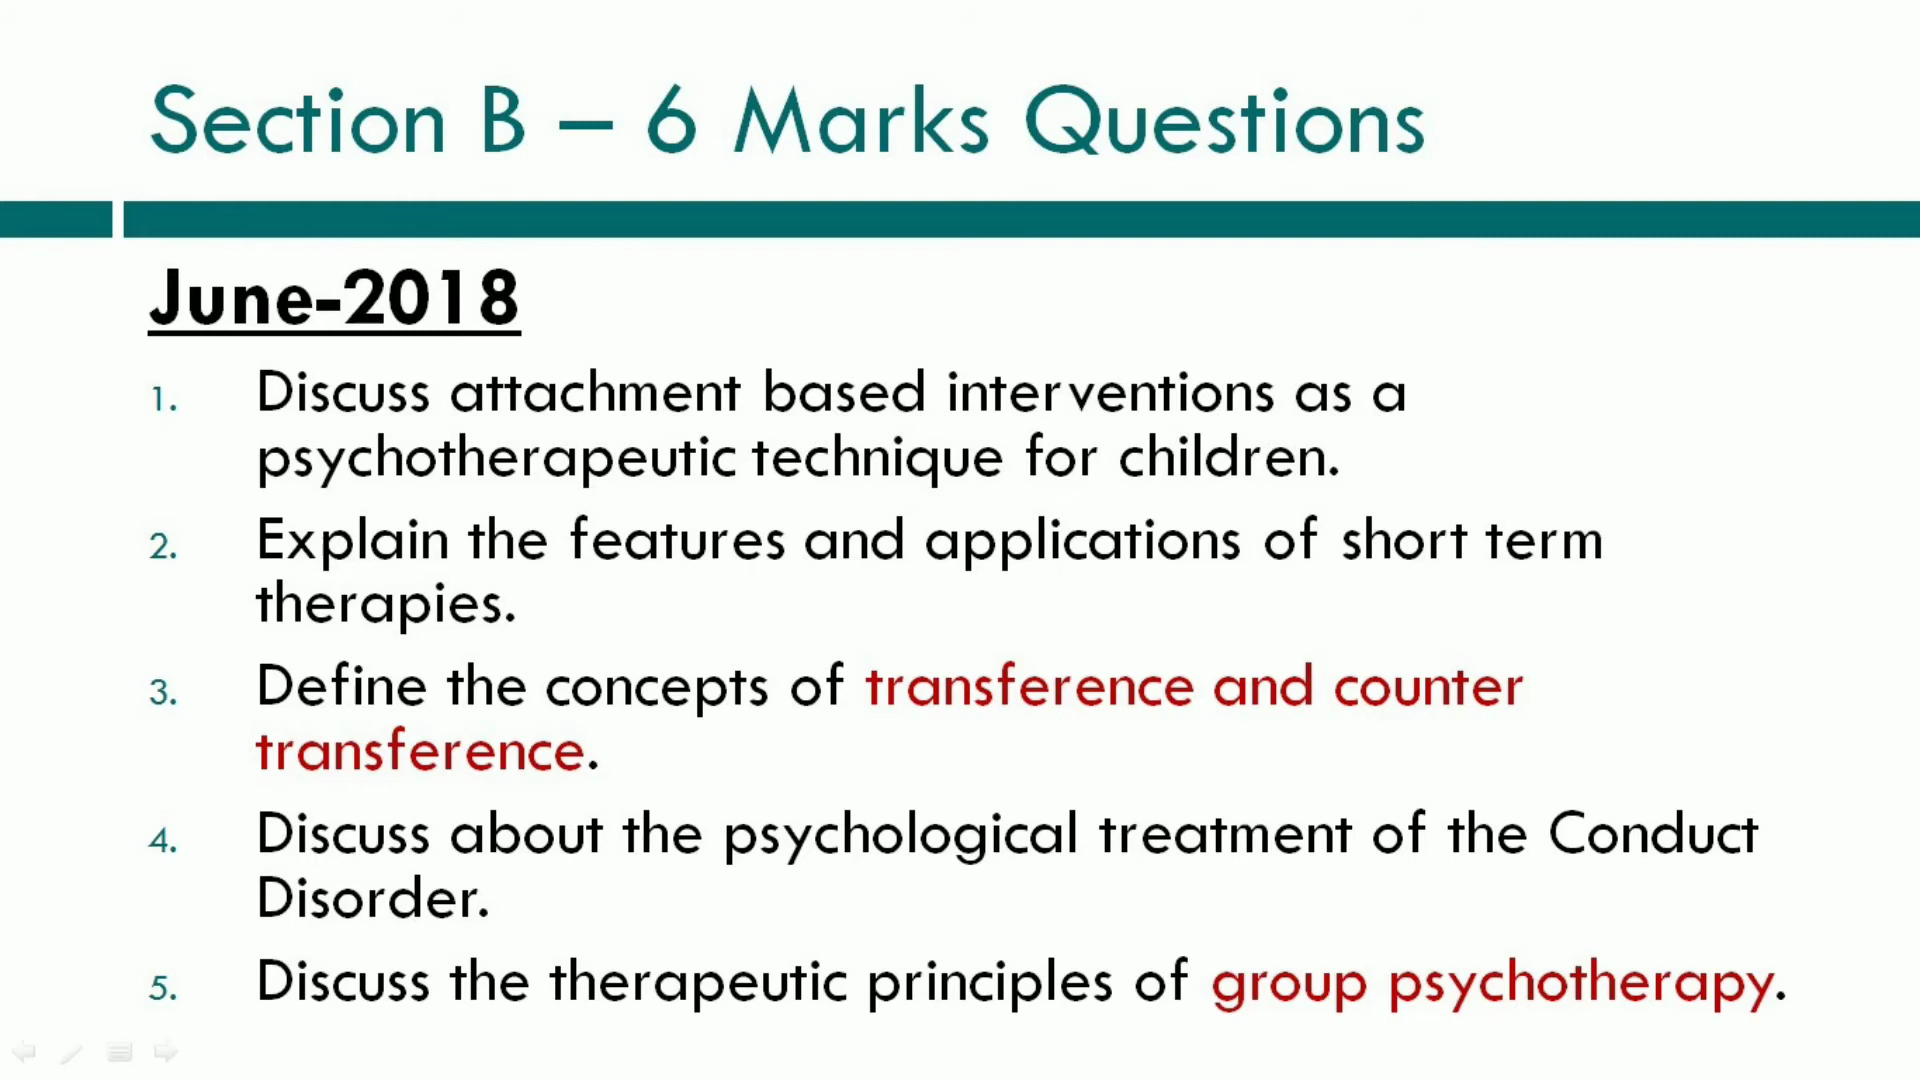 Section B – 6 Marks Questions
June-2018
1. Discuss attachment based interventions as a
psychotherapeutic technique for children.
2. Explain the features and applications of short term
therapies.
3. Define the concepts of transference and counter
transference.
4. Discuss about the psychological treatment of the Conduct
Disorder.
5. Discuss the therapeutic principles of group psychotherapy.